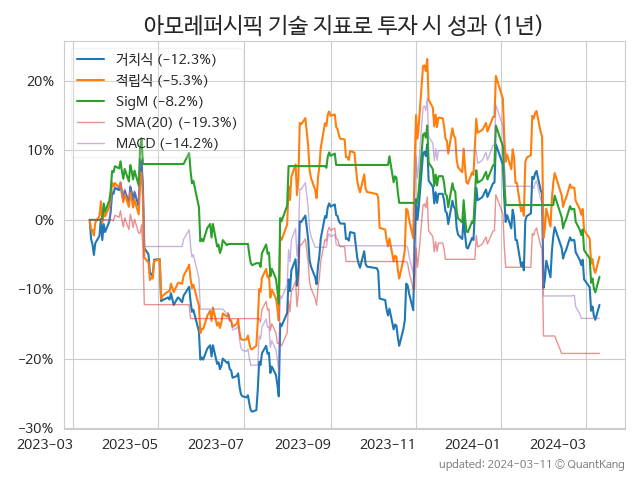 아모레퍼시픽 기술 지표로 투자 시 성과 (1년)
거치식 (−12.3%)
적립식 (−5.3%)
SigM (−8.2%)
SMA(20) (−19.3%)
MACD (−14.2%)
20%
10%
0%
−10%
−20%
−30%
2023-03 2023-05 2023-07 2023-09 2023-11 2024-01 2024-03
updated: 2024-03-11 © QuantKang